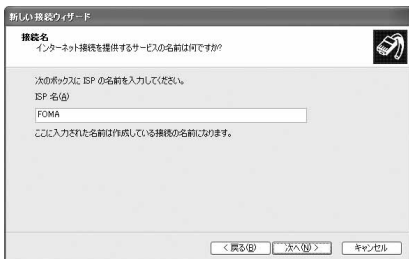 新しい接続ウィザード
接続名
インターネット接続を提供するサービスの名前は何ですか?
次のボックスに ISP の名前を入力してください。
ISP 名(A)
FOMA
ここに入力された名前は作成している接続の名前になります。
< 戻る(B)
次へ(N) >
キャンセル